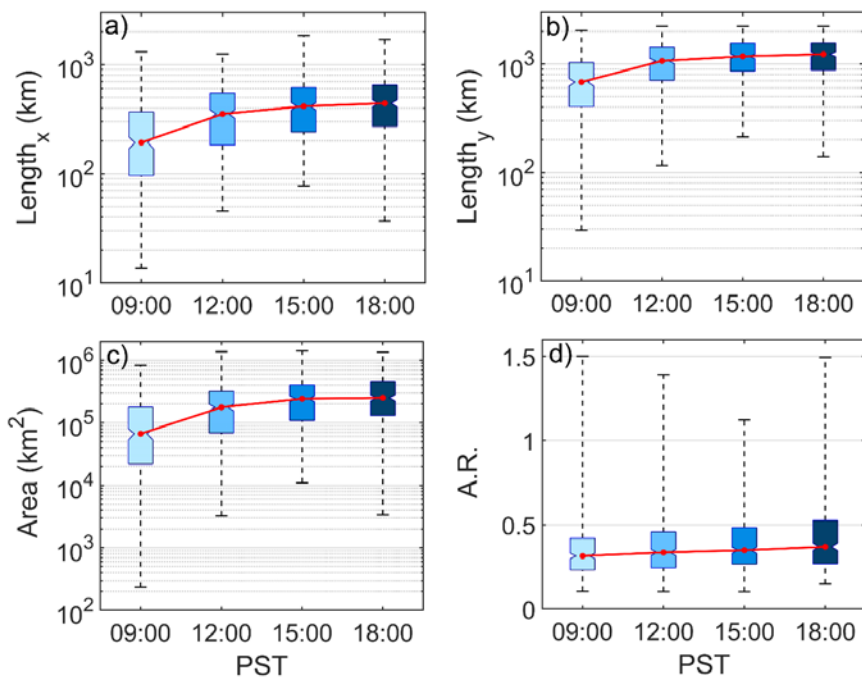 a)
Length_x (km)
10^3
10^2
10^1
09:00 12:00 15:00 18:00
b)
Length_y (km)
10^3
10^2
10^1
09:00 12:00 15:00 18:00
c)
Area (km^2)
10^6
10^5
10^4
10^3
10^2
09:00 12:00 15:00 18:00
PST
d)
A.R.
1.5
1
0.5
0
09:00 12:00 15:00 18:00
PST